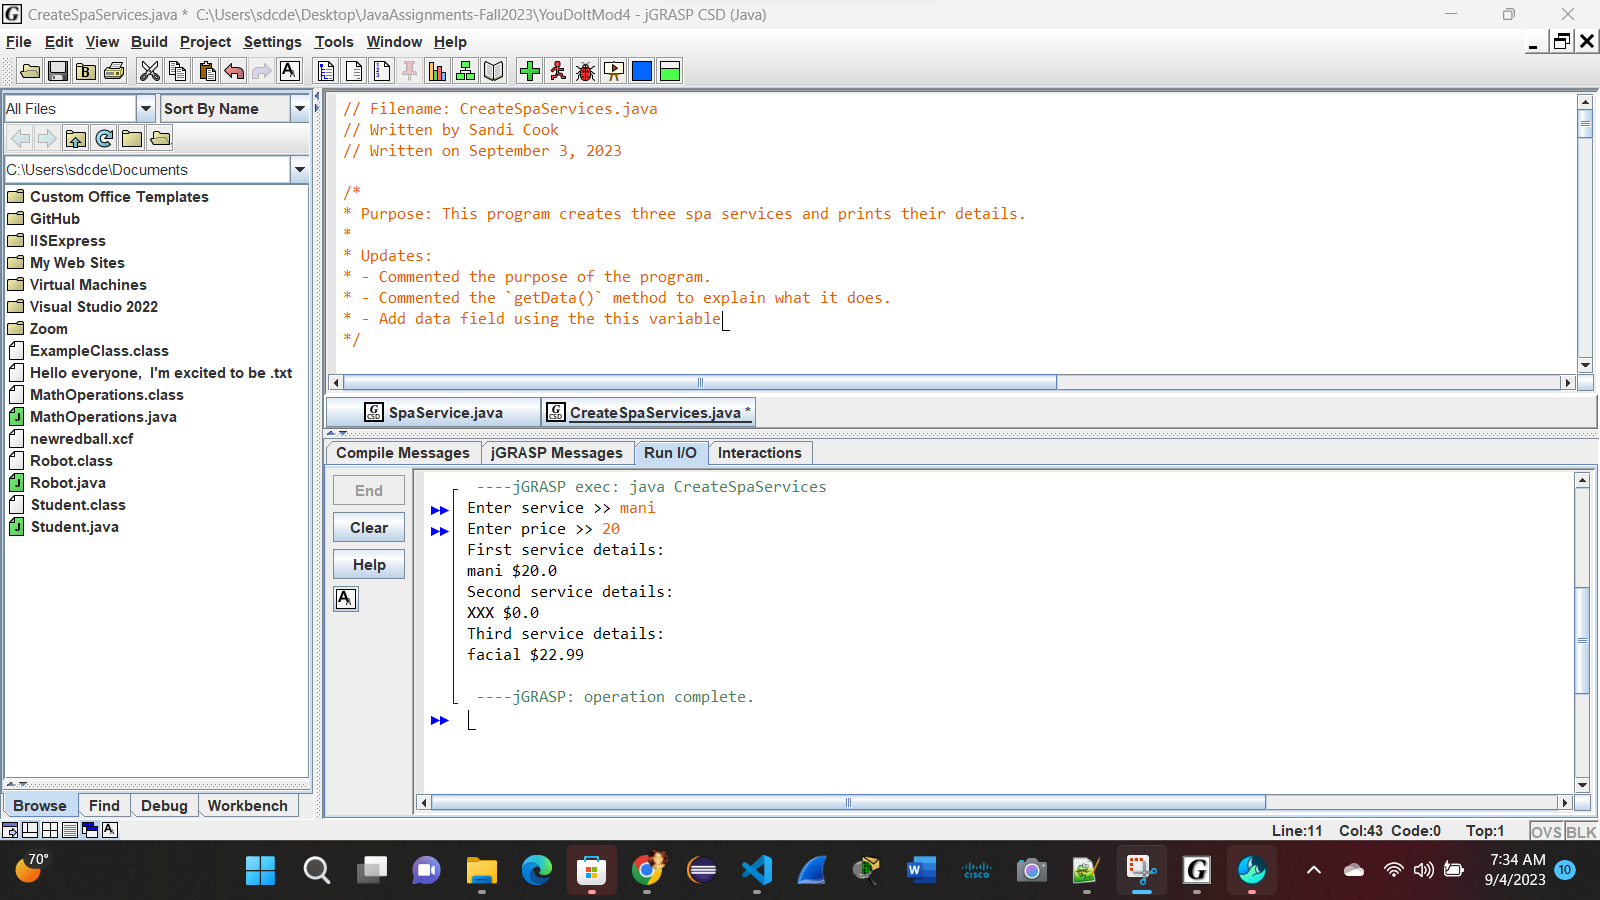 CreateSpaServices.java * C:\Users\sdcde\Desktop\JavaAssignments-Fall2023\YouDoItMod4 - jGRASP CSD (Java)
File Edit View Build Project Settings Tools Window Help
All Files
Sort By Name
C:\Users\sdcde\Documents
Custom Office Templates
GitHub
IISExpress
My Web Sites
Virtual Machines
Visual Studio 2022
Zoom
ExampleClass.class
Hello everyone, I'm excited to be .txt
MathOperations.class
MathOperations.java
newredball.xcf
Robot.class
Robot.java
Student.class
Student.java
Browse Find Debug Workbench
// Filename: CreateSpaServices.java
// Written by Sandi Cook
// Written on September 3, 2023
/*
* Purpose: This program creates three spa services and prints their details.
*
* Updates:
* - Commented the purpose of the program.
* - Commented the `getData()` method to explain what it does.
* - Add data field using the this variable
*/
SpaService.java CreateSpaServices.java *
Compile Messages jGRASP Messages Run I/O Interactions
End
Clear
Help
----jGRASP exec: java CreateSpaServices
Enter service >> mani
Enter price >> 20
First service details:
mani $20.0
Second service details:
XXX $0.0
Third service details:
facial $22.99
----jGRASP: operation complete.
Line:11 Col:43 Code:0 Top:1 OVS BLK
70°
cisco
7:34 AM
9/4/2023
10